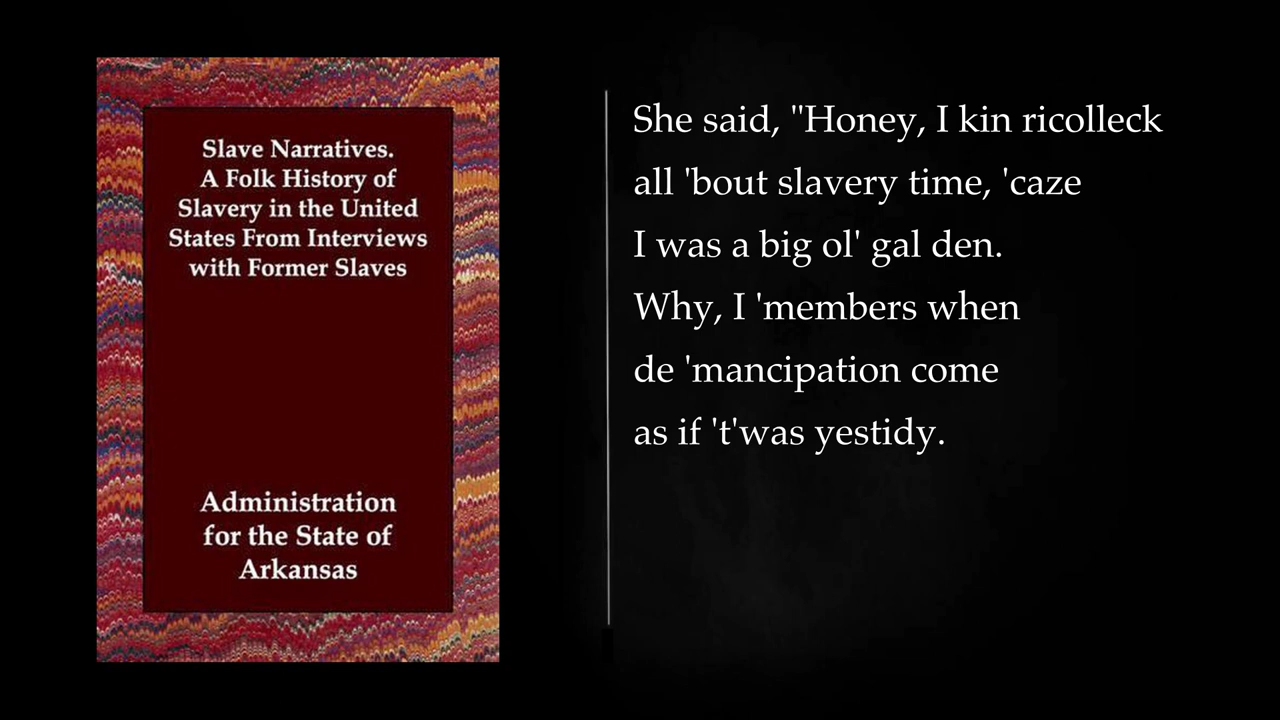 Slave Narratives.
A Folk History of
Slavery in the United
States From Interviews
with Former Slaves
Administration
for the State of
Arkansas
She said, "Honey, I kin ricolleck
all 'bout slavery time, 'caze
I was a big ol' gal den.
Why, I 'members when
de 'mancipation come
as if 't'was yestidy.